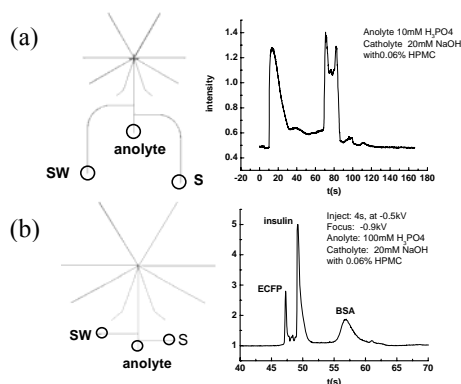 (a)
anolyte
SW
S
Anolyte 10mM H3PO4
Catholyte 20mM NaOH
with0.06% HPMC
intensity
1.4
1.2
1.0
0.8
0.6
0.4
-20 0 20 40 60 80 100 120 140 160 180
t(s)
(b)
SW
S
anolyte
Inject: 4s, at -0.5kV
Focus: -0.9kV
Anolyte: 100mM H3PO4
Catholyte: 20mM NaOH
with 0.06% HPMC
insulin
ECFP
BSA
5
4
3
2
1
40 45 50 55 60 65 70
t(s)